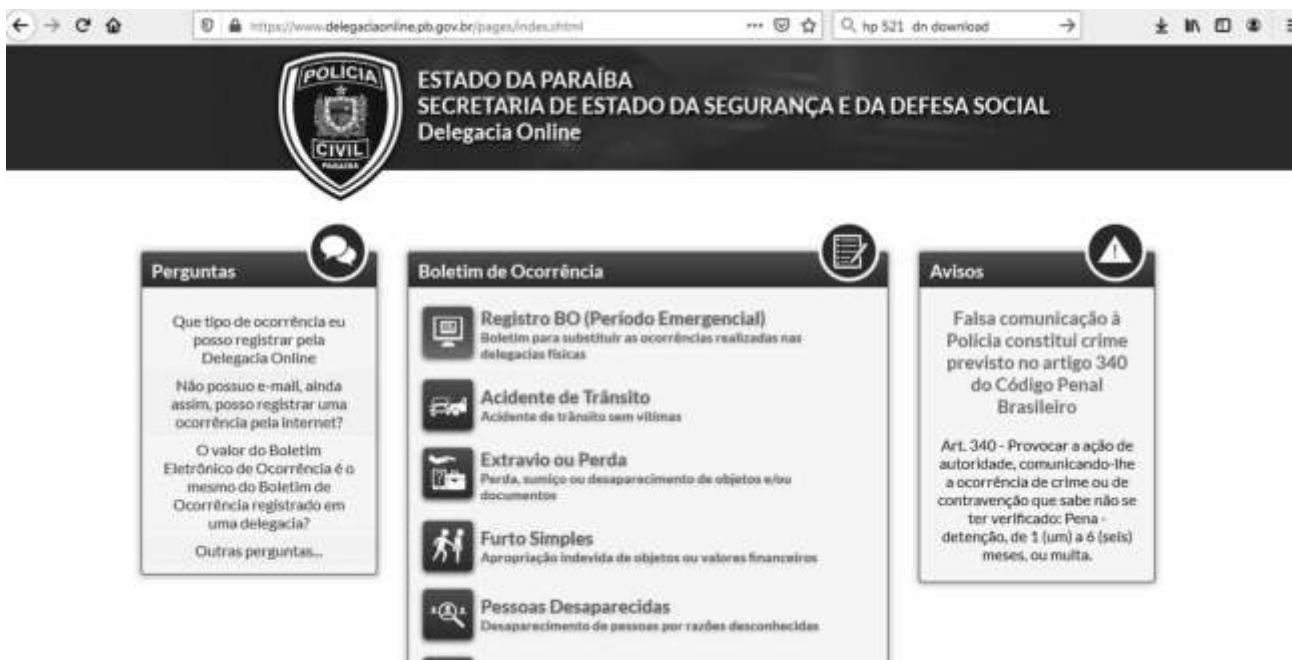 https://www.delegaciaonline.pb.gov.br/pages/index.xhtml
hp 521 dn download
POLICIA
CIVIL
PARAÍBA
ESTADO DA PARAÍBA
SECRETARIA DE ESTADO DA SEGURANÇA E DA DEFESA SOCIAL
Delegacia Online
Perguntas
Que tipo de ocorrência eu
posso registrar pela
Delegacia Online
Não possuo e-mail, ainda
assim, posso registrar uma
ocorrência pela internet?
O valor do Boletim
Eletrônico de Ocorrência é o
mesmo do Boletim de
Ocorrência registrado em
uma delegacia?
Outras perguntas...
Boletim de Ocorrência
Registro BO (Período Emergencial)
Boletim para substituir as ocorrências realizadas nas
delegacias físicas
Acidente de Trânsito
Acidente de trânsito sem vítimas
Extravio ou Perda
Perda, sumiço ou desaparecimento de objetos e/ou
documentos
Furto Simples
Apropriação indevida de objetos ou valores financeiros
Pessoas Desaparecidas
Desaparecimento de pessoas por razões desconhecidas
Avisos
Falsa comunicação à
Polícia constitui crime
previsto no artigo 340
do Código Penal
Brasileiro
Art. 340 - Provocar a ação de
autoridade, comunicando-lhe
a ocorrência de crime ou de
contravenção que sabe não se
ter verificado: Pena -
detenção, de 1 (um) a 6 (seis)
meses, ou multa.